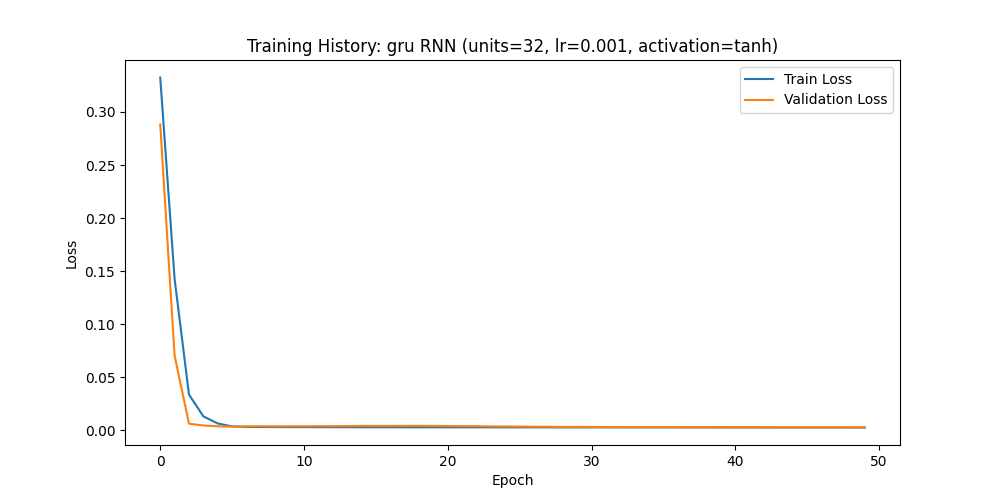 Training History: gru RNN (units=32, lr=0.001, activation=tanh)
Train Loss
Validation Loss
0.30
0.25
0.20
0.15
0.10
0.05
0.00
Loss
0 10 20 30 40 50
Epoch